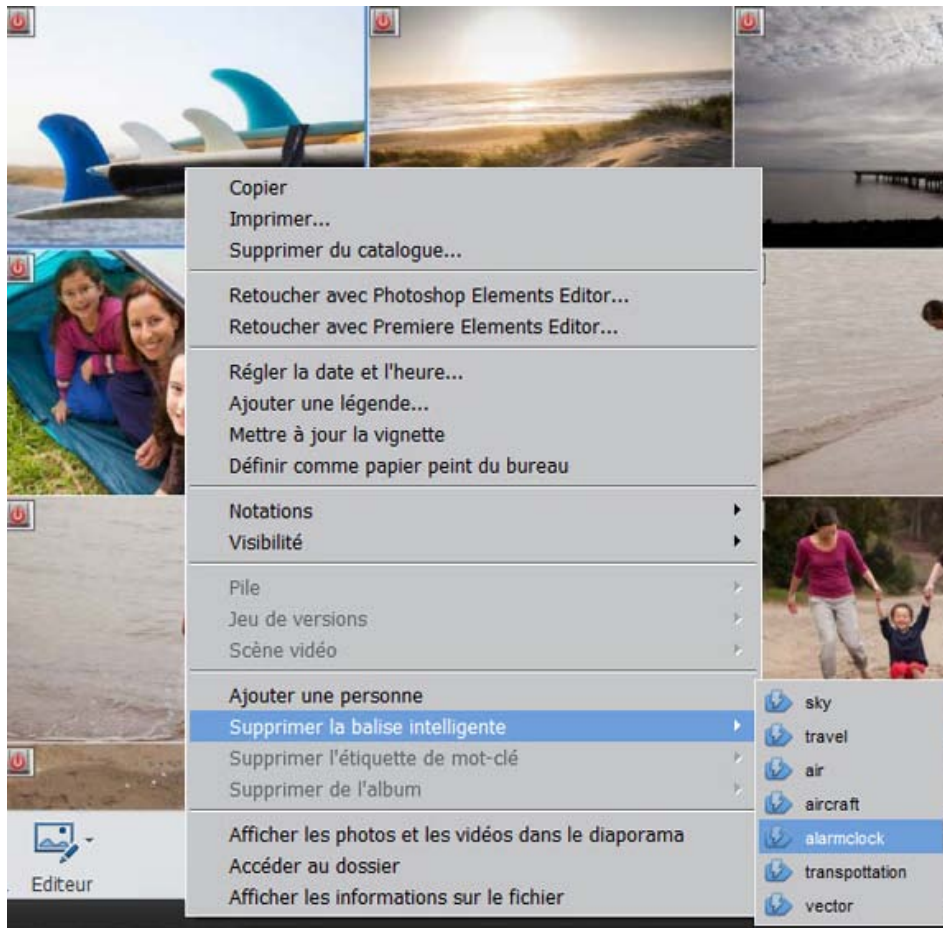 Copier
Imprimer...
Supprimer du catalogue...
Retoucher avec Photoshop Elements Editor...
Retoucher avec Premiere Elements Editor...
Régler la date et l'heure...
Ajouter une légende...
Mettre à jour la vignette
Définir comme papier peint du bureau
Notations
Visibilité
Pile
Jeu de versions
Scène vidéo
Ajouter une personne
Supprimer la balise intelligente
Supprimer l'étiquette de mot-clé
Supprimer de l'album
Afficher les photos et les vidéos dans le diaporama
Accéder au dossier
Afficher les informations sur le fichier
sky
travel
air
aircraft
alarmclock
transpottation
vector
Editeur